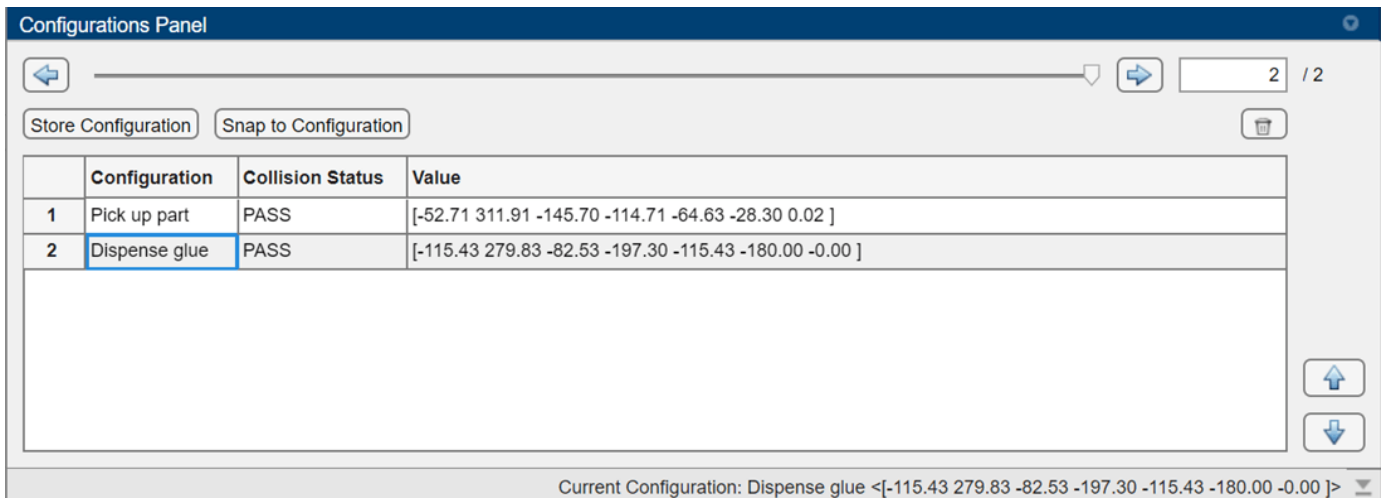 Configurations Panel
2 / 2
Store Configuration Snap to Configuration
Configuration Collision Status Value
1 Pick up part PASS [-52.71 311.91 -145.70 -114.71 -64.63 -28.30 0.02 ]
2 Dispense glue PASS [-115.43 279.83 -82.53 -197.30 -115.43 -180.00 -0.00 ]
Current Configuration: Dispense glue <[-115.43 279.83 -82.53 -197.30 -115.43 -180.00 -0.00 ]>